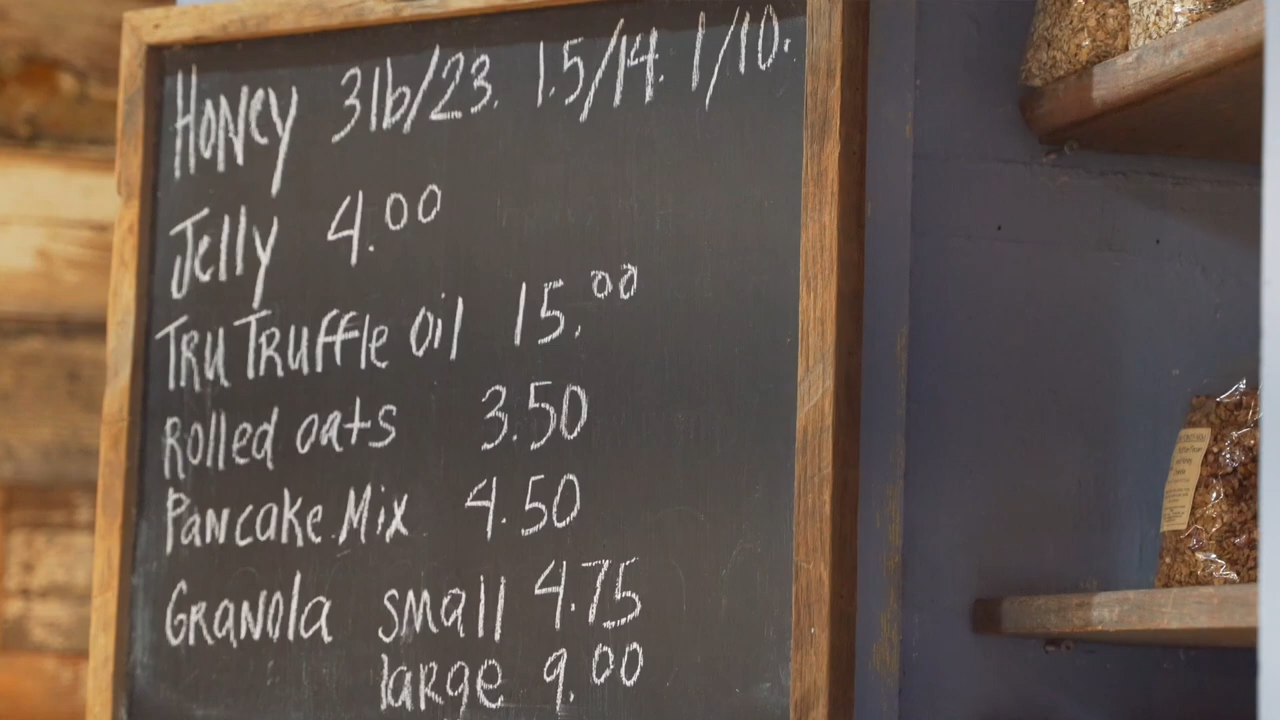 Honey 3lb/23. 1.5/14. 1/10.
Jelly 4.00
Tru Truffle Oil 15.00
Rolled oats 3.50
Pancake Mix 4.50
Granola small 4.75
large 9.00